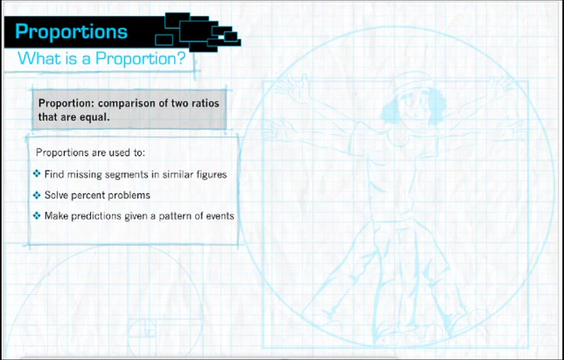 Proportions
What is a Proportion?
Proportion: comparison of two ratios
that are equal.
Proportions are used to:
Find missing segments in similar figures
Solve percent problems
Make predictions given a pattern of events